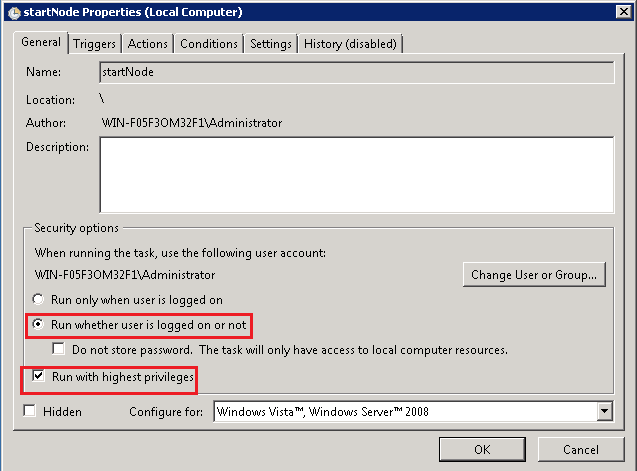 startNode Properties (Local Computer)
General Triggers Actions Conditions Settings History (disabled)
Name: startNode
Location: \
Author: WIN-F05F3OM32F1\Administrator
Description:
Security options
When running the task, use the following user account:
WIN-F05F3OM32F1\Administrator
Change User or Group...
Run only when user is logged on
Run whether user is logged on or not
Do not store password. The task will only have access to local computer resources.
Run with highest privileges
Hidden Configure for: Windows Vista™, Windows Server™ 2008
OK Cancel